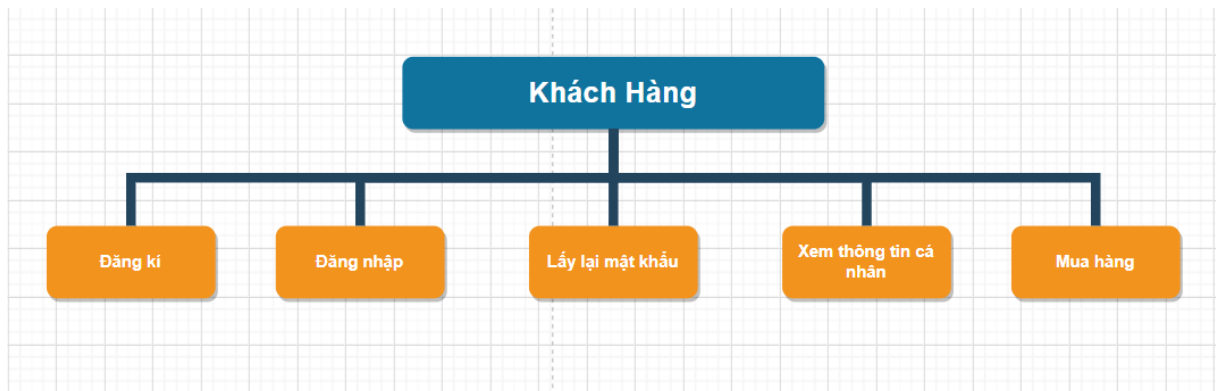 Khách Hàng
Đăng kí
Đăng nhập
Lấy lại mật khẩu
Xem thông tin cá
nhân
Mua hàng